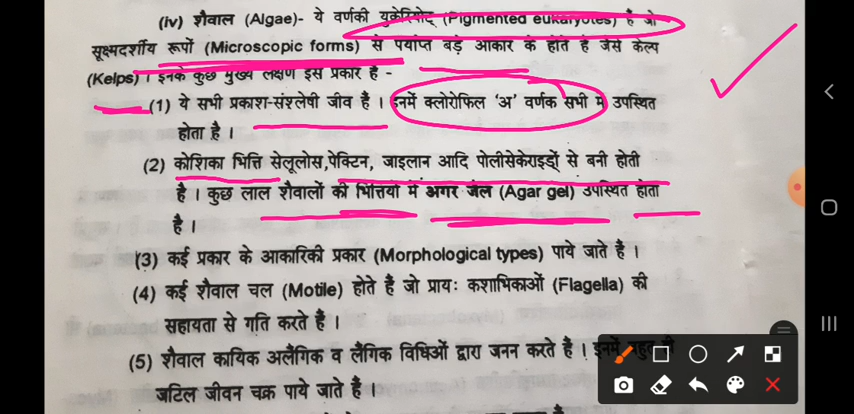 (iv) शैवाल (Algae)- ये वर्णकी युकेरियोट् (Pigmented eukaryotes) है जो
सूक्ष्मदर्शीय रूपों (Microscopic forms) से पर्याप्त बड़े आकार के होते है जैसे केल्प
(Kelps) । इनके कुछ मुख्य लक्षण इस प्रकार है -
(1) ये सभी प्रकाश-संश्लेषी जीव है । इनमें क्लोरोफिल 'अ' वर्णक सभी मे उपस्थित
होता है ।
(2) कोशिका भित्ति सेलूलोस,पेक्टिन, जाइलान आदि पोलीसेकेराइडों से बनी होती
है । कुछ लाल शैवालों की भित्तियों में अगर जेल (Agar gel) उपस्थित होता
है ।
(3) कई प्रकार के आकारिकी प्रकार (Morphological types) पाये जाते है ।
(4) कई शैवाल चल (Motile) होते है जो प्रायः कशाभिकाओं (Flagella) की
सहायता से गति करते है ।
(5) शैवाल कायिक अलैंगिक व लैंगिक विधिओं द्वारा जनन करते है । इनमें
जटिल जीवन चक्र पाये जाते है ।